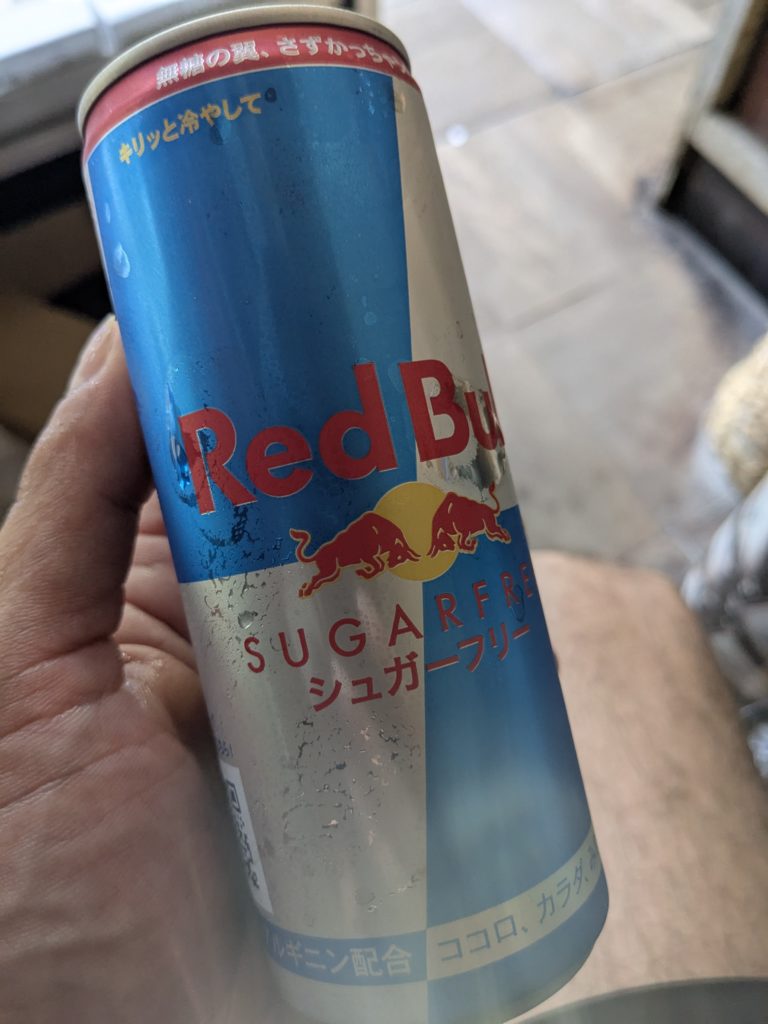 無糖の翼、さずかっちゃ
キリッと冷やして
Red Bul
SUGARFRE
シュガーフリー
ルギニン配合
ココロ、カラダ、み